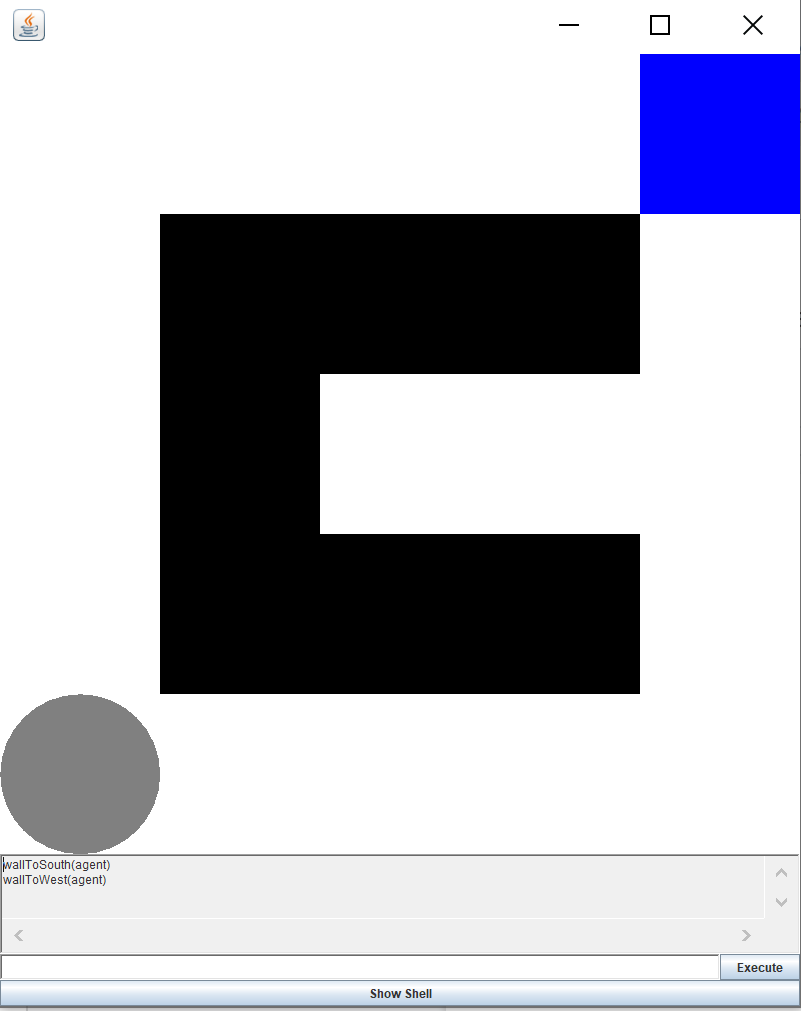 wallToSouth(agent)
wallToWest(agent)
Execute
Show Shell